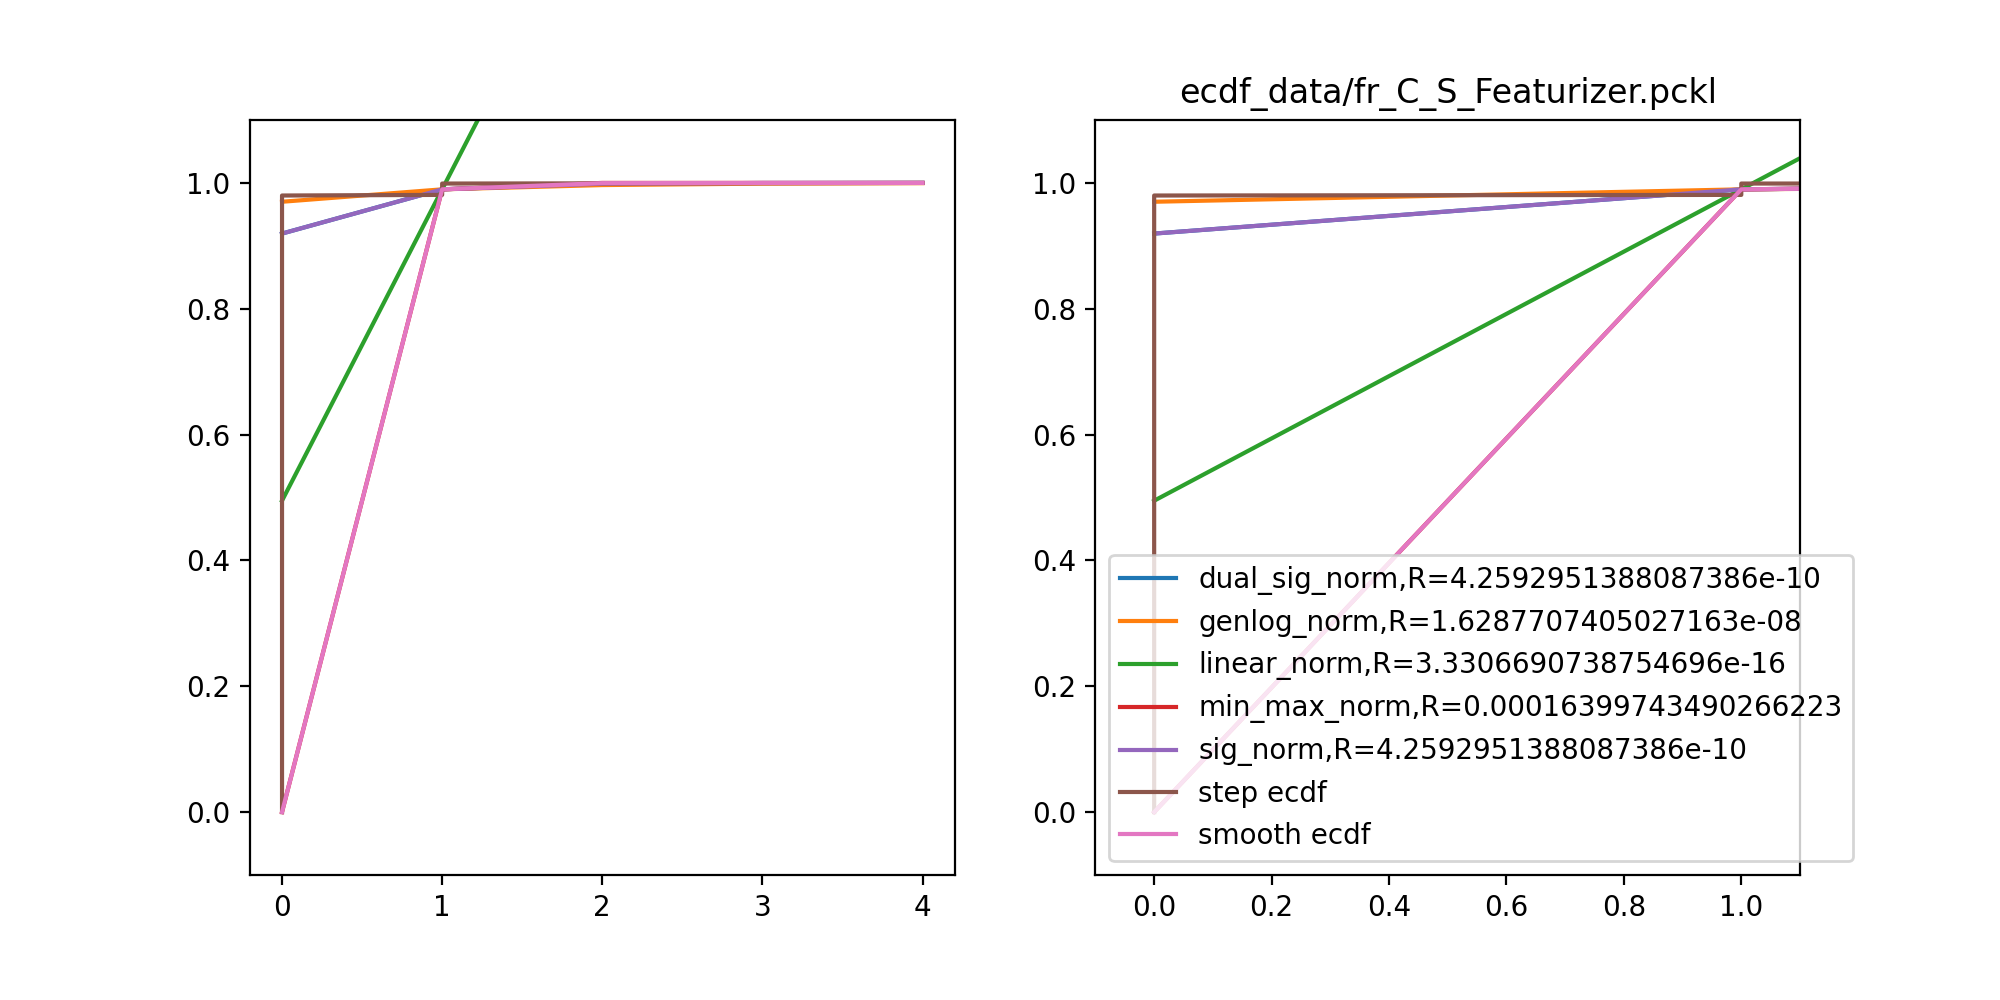 ecdf_data/fr_C_S_Featurizer.pckl
1.0
0.8
0.6
0.4
0.2
0.0
0 1 2 3 4
1.0
0.8
0.6
0.4
0.2
0.0
0.0 0.2 0.4 0.6 0.8 1.0
dual_sig_norm,R=4.2592951388087386e-10
genlog_norm,R=1.6287707405027163e-08
linear_norm,R=3.3306690738754696e-16
min_max_norm,R=0.00016399743490266223
sig_norm,R=4.2592951388087386e-10
step ecdf
smooth ecdf